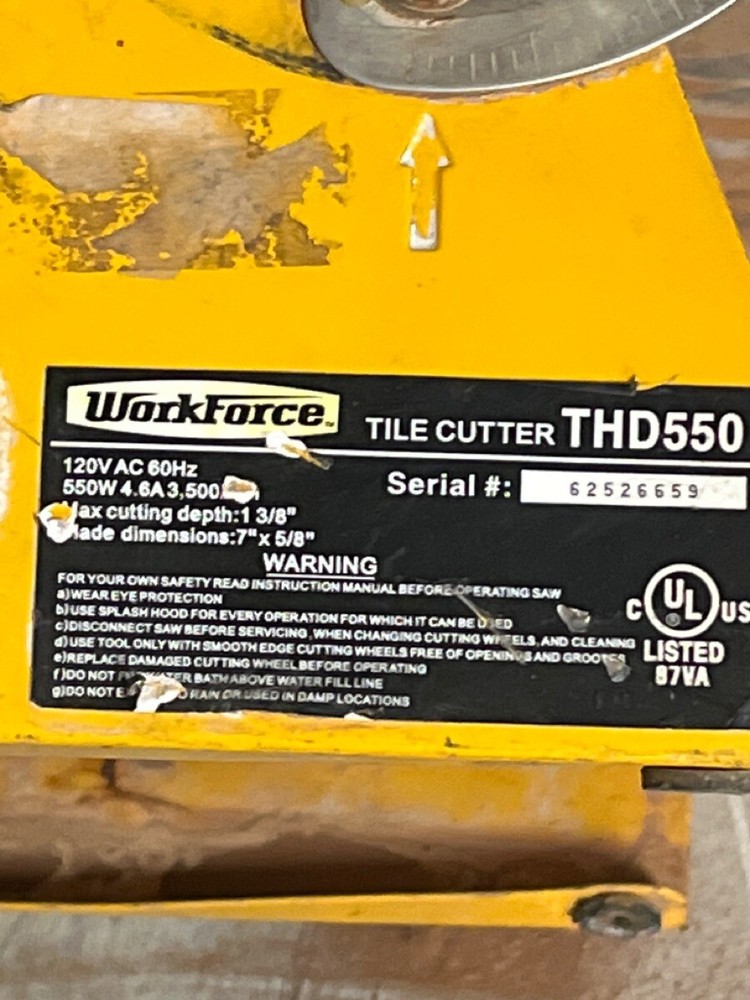 WorkForce™
TILE CUTTER THD550
120V AC 60Hz
550W 4.6A 3,500
Serial #: 62526659
ax cutting depth:1 3/8"
lade dimensions:7" x 5/8"
WARNING
FOR YOUR OWN SAFETY READ INSTRUCTION MANUAL BEFORE OPERATING SAW
a)WEAR EYE PROTECTION
b)USE SPLASH HOOD FOR EVERY OPERATION FOR WHICH IT CAN BE USED
c)DISCONNECT SAW BEFORE SERVICING ,WHEN CHANGING CUTTING WHEELS, AND CLEANING
d)USE TOOL ONLY WITH SMOOTH EDGE CUTTING WHEELS FREE OF OPENINGS AND GROOVES
e)REPLACE DAMAGED CUTTING WHEEL BEFORE OPERATING
f)DO NOT WATER BATH ABOVE WATER FILL LINE
g)DO NOT RAIN OR USED IN DAMP LOCATIONS
C UL US
LISTED
97VA